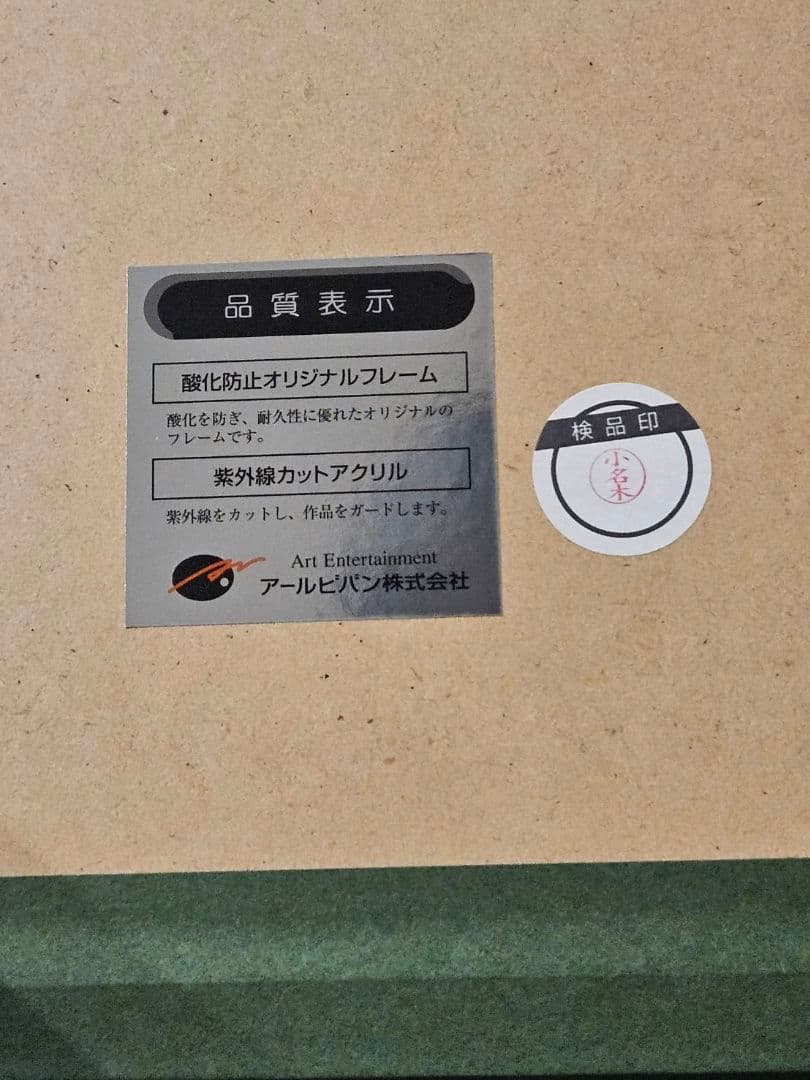 品質表示
酸化防止オリジナルフレーム
酸化を防ぎ、耐久性に優れたオリジナルの
フレームです。
紫外線カットアクリル
紫外線をカットし、作品をガードします。
Art Entertainment
アールビバン株式会社
検品印
小名木